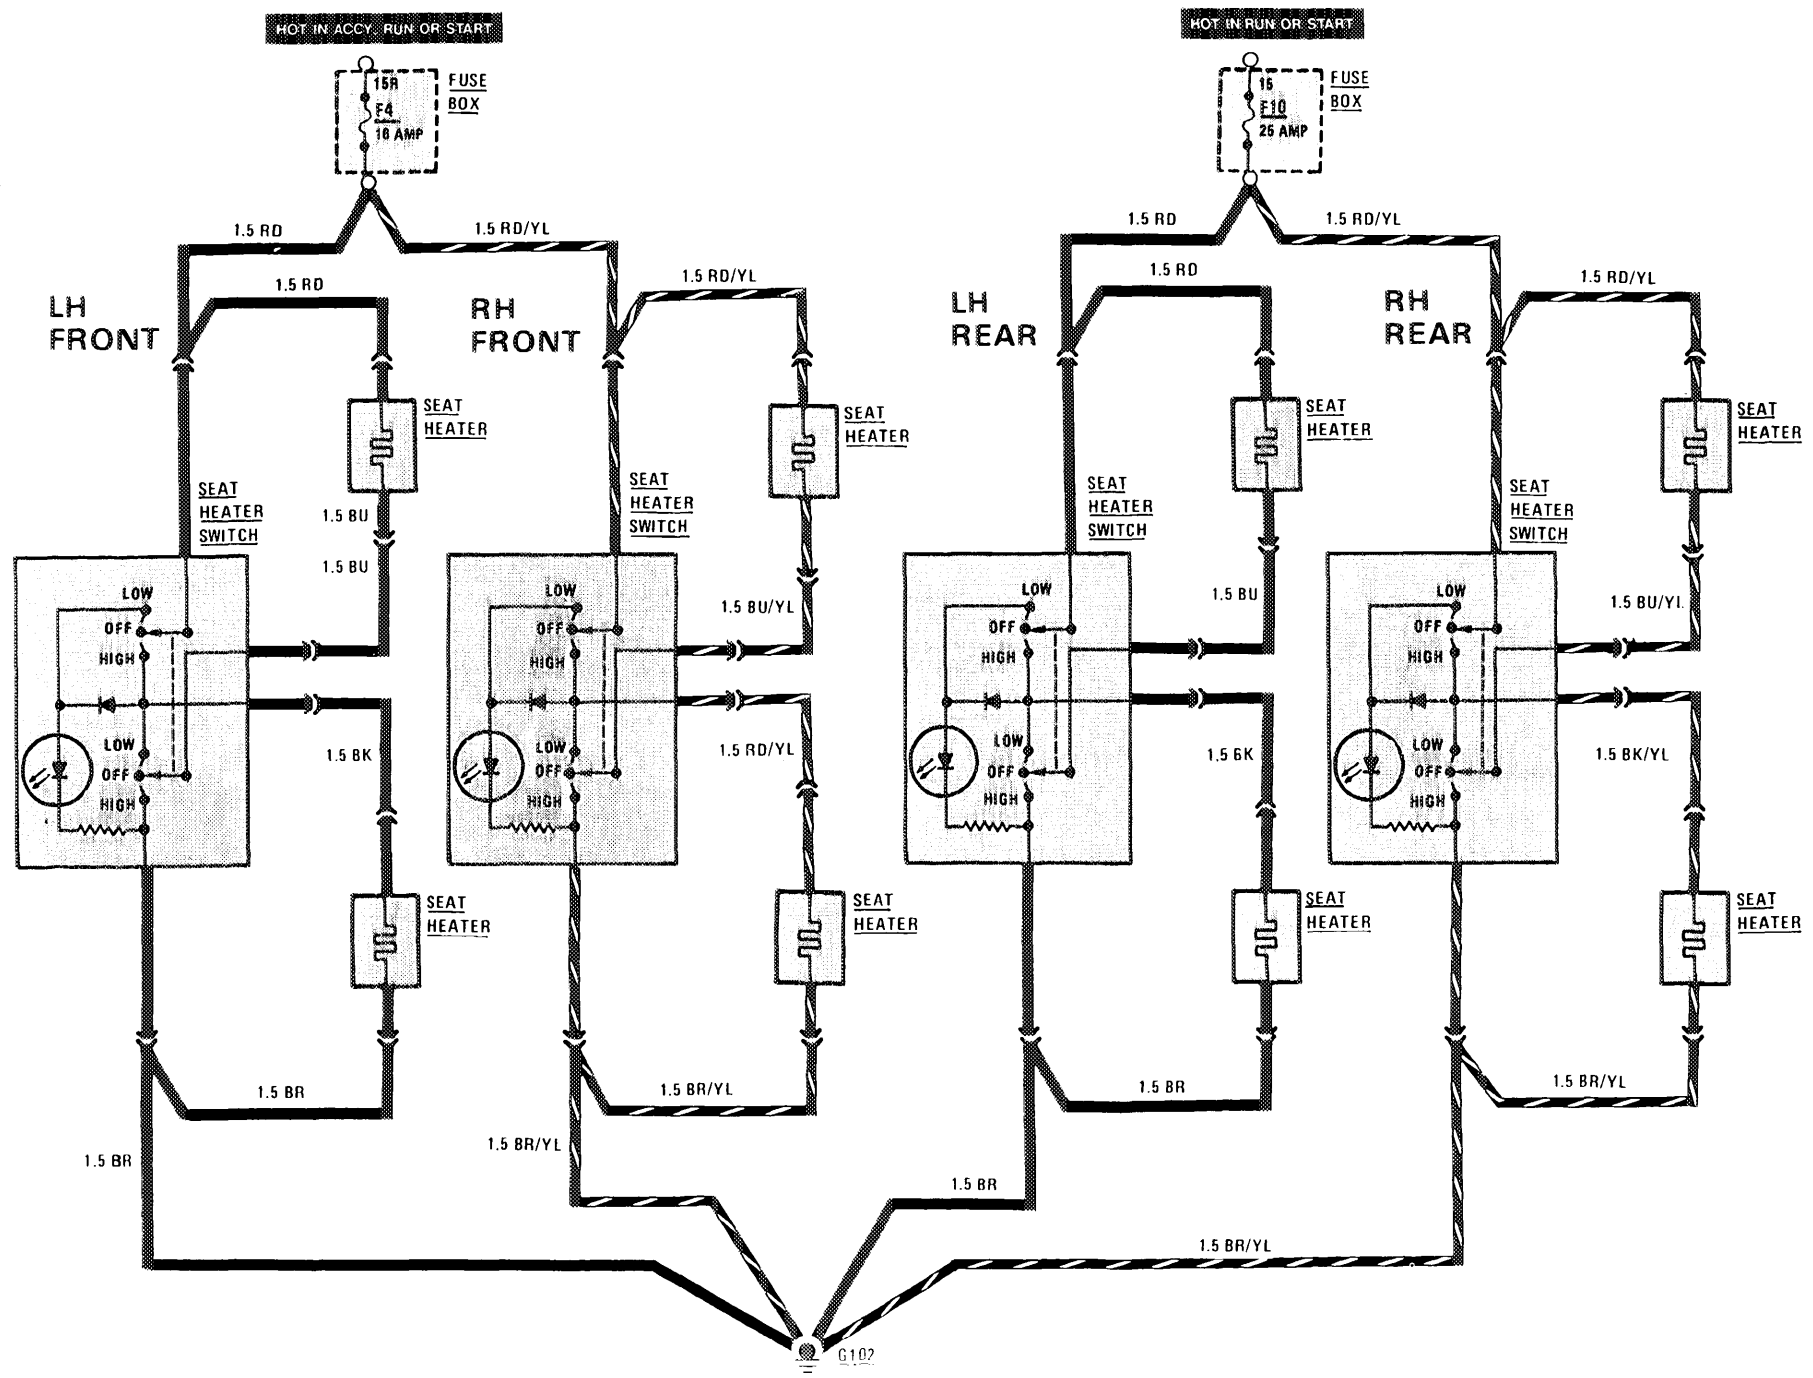 HOT IN ACCY RUN OR START
HOT IN RUN OR START
15R
F4
FUSE
BOX
15
F10
25 AMP
FUSE
BOX
1.5 RD
1.5 RD/YL
1.5 RD
1.5 RD/YL
1.5 RD
1.5 RD/YL
1.5 RD
1.5 RD/YL
LH
FRONT
RH
FRONT
LH
REAR
RH
REAR
SEAT
HEATER
SEAT
HEATER
SEAT
HEATER
SEAT
HEATER
SEAT
HEATER
SWITCH
SEAT
HEATER
SWITCH
SEAT
HEATER
SWITCH
SEAT
HEATER
SWITCH
1.5 BU
1.5 BU
1.5 BU/YL
1.5 BU
1.5 BU/YL
LOW
OFF
HIGH
LOW
OFF
HIGH
LOW
OFF
HIGH
LOW
OFF
HIGH
LOW
OFF
HIGH
LOW
OFF
HIGH
LOW
OFF
HIGH
LOW
OFF
HIGH
1.5 BK
1.5 RD/YL
1.5 BK
1.5 BK/YL
SEAT
HEATER
SEAT
HEATER
SEAT
HEATER
SEAT
HEATER
1.5 BR
1.5 BR/YL
1.5 BR
1.5 BR/YL
1.5 BR
1.5 BR/YL
1.5 BR
1.5 BR/YL
G102